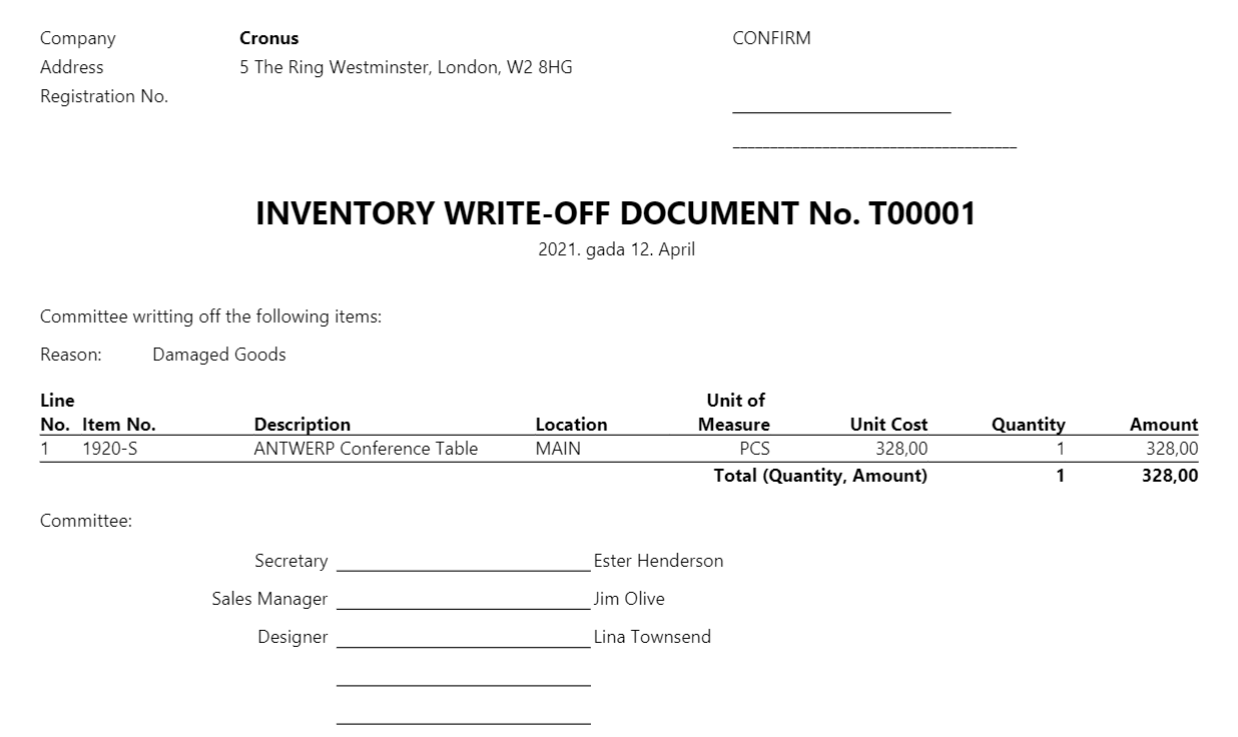 Company Cronus CONFIRM
Address 5 The Ring Westminster, London, W2 8HG
Registration No.
INVENTORY WRITE-OFF DOCUMENT No. T00001
2021. gada 12. April
Committee writting off the following items:
Reason: Damaged Goods
Line Unit of
No. Item No. Description Location Measure Unit Cost Quantity Amount
1 1920-S ANTWERP Conference Table MAIN PCS 328,00 1 328,00
Total (Quantity, Amount) 1 328,00
Committee:
Secretary Ester Henderson
Sales Manager Jim Olive
Designer Lina Townsend